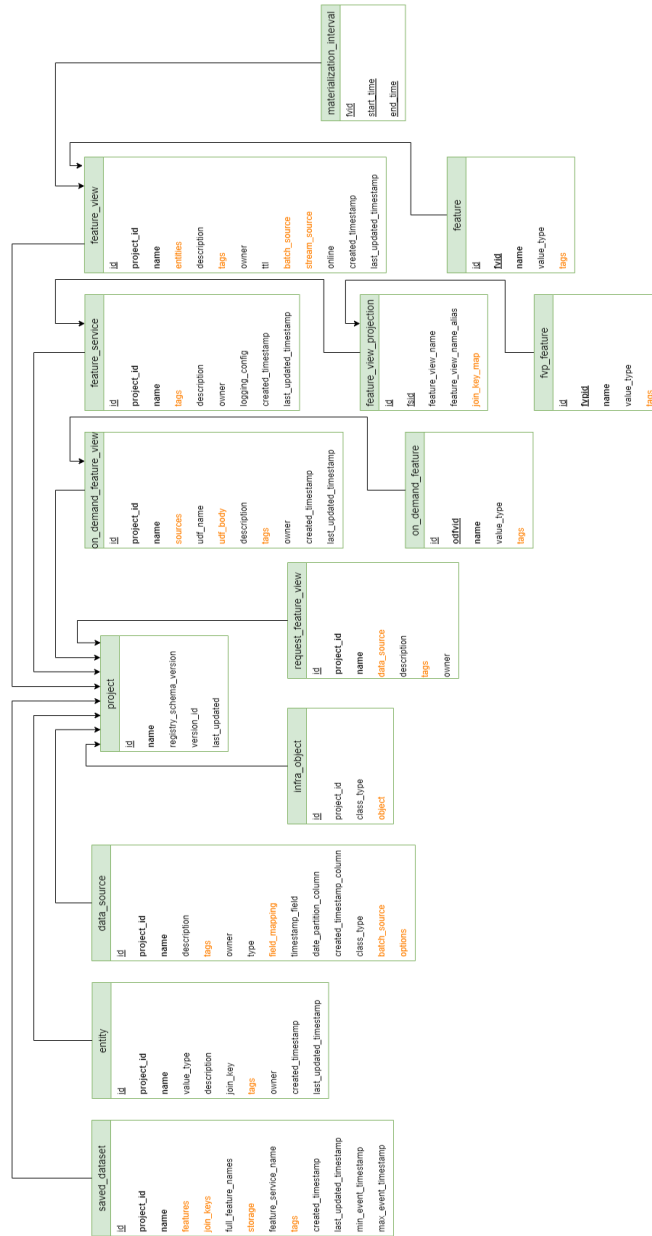 saved_dataset
id
project_id
name
features
join_keys
full_feature_names
storage
feature_service_name
tags
created_timestamp
last_updated_timestamp
min_event_timestamp
max_event_timestamp
entity
id
project_id
name
value_type
description
join_key
tags
owner
created_timestamp
last_updated_timestamp
data_source
id
project_id
name
description
tags
owner
type
field_mapping
timestamp_field
date_partition_column
created_timestamp_column
class_type
batch_source
options
project
id
name
registry_schema_version
version_id
last_updated
infra_object
id
project_id
class_type
object
request_feature_view
id
project_id
name
data_source
description
tags
owner
on_demand_feature_view
id
project_id
name
sources
udf_name
udf_body
description
tags
owner
created_timestamp
last_updated_timestamp
on_demand_feature
id
odfvid
name
value_type
tags
feature_service
id
project_id
name
tags
description
owner
logging_config
created_timestamp
last_updated_timestamp
feature_view_projection
id
fsid
feature_view_name
feature_view_name_alias
join_key_map
fvp_feature
id
fvpid
name
value_type
tags
feature_view
id
project_id
name
entities
description
tags
owner
ttl
batch_source
stream_source
online
created_timestamp
last_updated_timestamp
feature
id
fvid
name
value_type
tags
materialization_interval
fvid
start_time
end_time